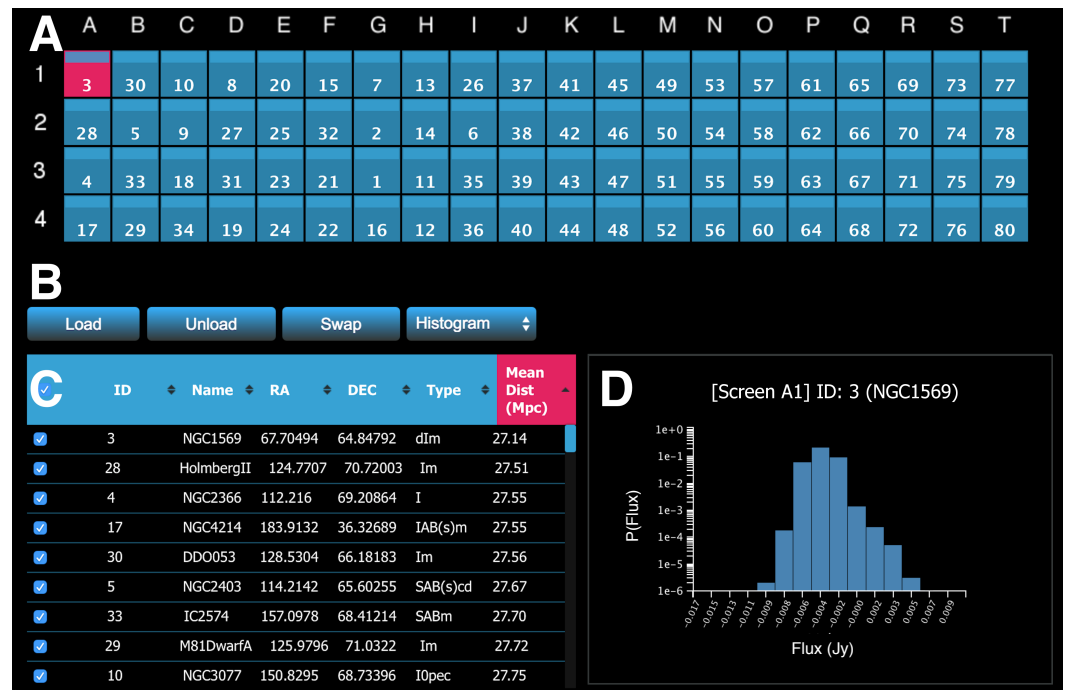 A
A B C D E F G H I J K L M N O P Q R S T
1 3 30 10 8 20 15 7 13 26 37 41 45 49 53 57 61 65 69 73 77
2 28 5 9 27 25 32 2 14 6 38 42 46 50 54 58 62 66 70 74 78
3 4 33 18 31 23 21 1 11 35 39 43 47 51 55 59 63 67 71 75 79
4 17 29 34 19 24 22 16 12 36 40 44 48 52 56 60 64 68 72 76 80
B
Load Unload Swap Histogram
C
ID Name RA DEC Type Mean Dist (Mpc)
3 NGC1569 67.70494 64.84792 dIm 27.14
28 HolmbergII 124.7707 70.72003 Im 27.51
4 NGC2366 112.216 69.20864 I 27.55
17 NGC4214 183.9132 36.32689 IAB(s)m 27.55
30 DDO053 128.5304 66.18183 Im 27.56
5 NGC2403 114.2142 65.60255 SAB(s)cd 27.67
33 IC2574 157.0978 68.41214 SABm 27.70
29 M81DwarfA 125.9796 71.0322 Im 27.72
10 NGC3077 150.8295 68.73396 I0pec 27.75
D
[Screen A1] ID: 3 (NGC1569)
P(Flux)
1e+0
1e-1
1e-2
1e-3
1e-4
1e-5
1e-6
-0.017 -0.015 -0.013 -0.011 -0.009 -0.008 -0.006 -0.004 -0.002 -0.000 0.002 0.003 0.005 0.007 0.009
Flux (Jy)